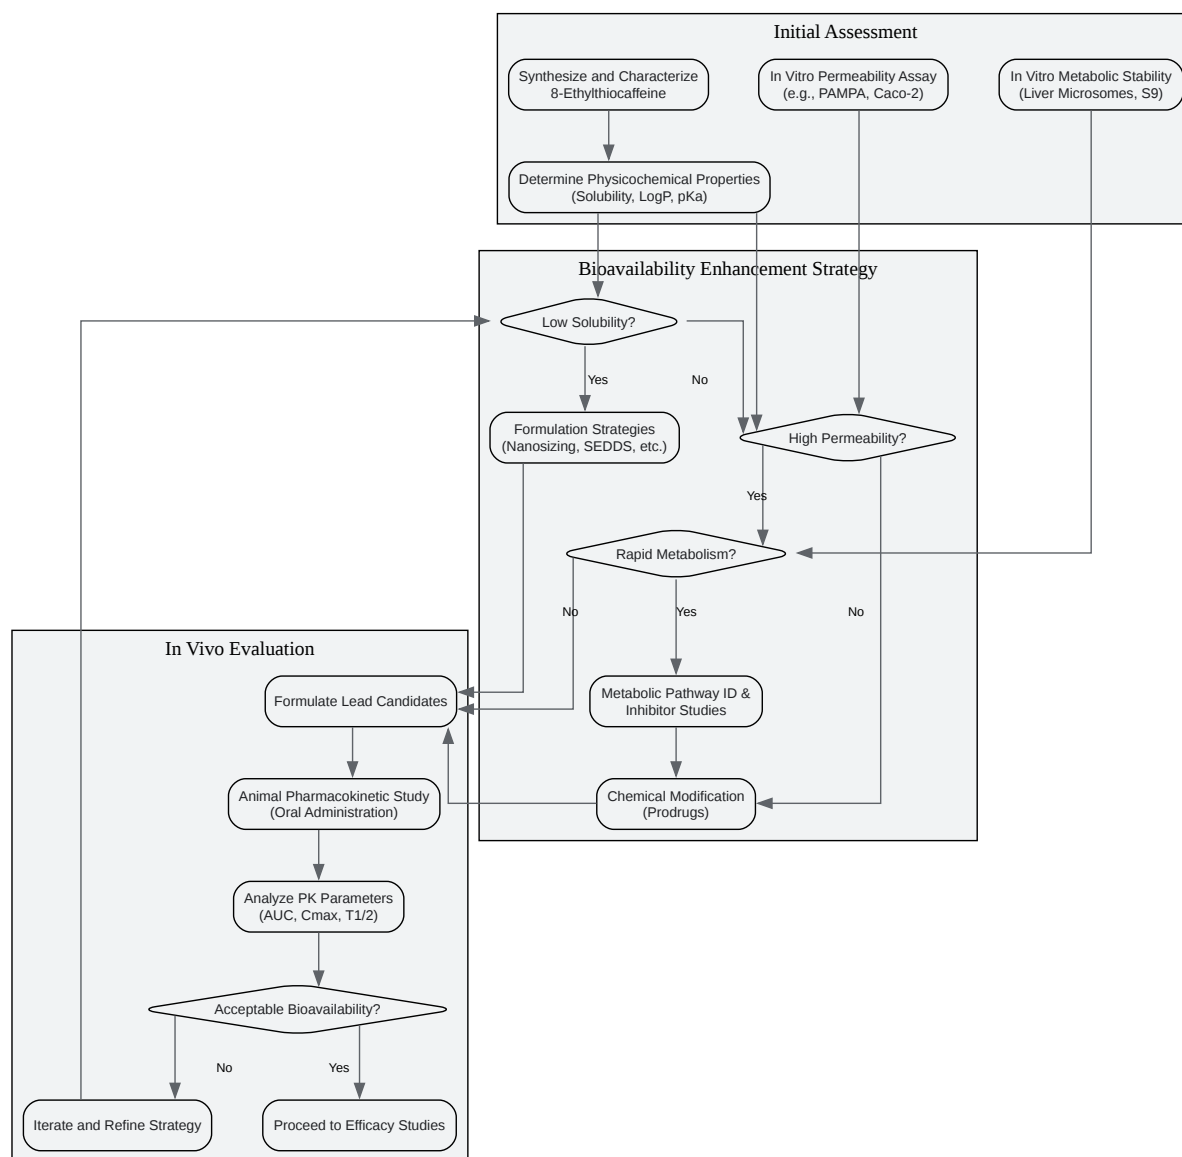 Initial Assessment
Synthesize and Characterize
8-Ethylthiocaffeine
In Vitro Permeability Assay
(e.g., PAMPA, Caco-2)
In Vitro Metabolic Stability
(Liver Microsomes, S9)
Determine Physicochemical Properties
(Solubility, LogP, pKa)
Bioavailability Enhancement Strategy
Low Solubility?
Yes
No
Formulation Strategies
(Nanosizing, SEDDS, etc.)
High Permeability?
Yes
Rapid Metabolism?
No
Yes
No
In Vivo Evaluation
Formulate Lead Candidates
Metabolic Pathway ID &
Inhibitor Studies
Animal Pharmacokinetic Study
(Oral Administration)
Chemical Modification
(Prodrugs)
Analyze PK Parameters
(AUC, Cmax, T1/2)
Acceptable Bioavailability?
No
Yes
Iterate and Refine Strategy
Proceed to Efficacy Studies